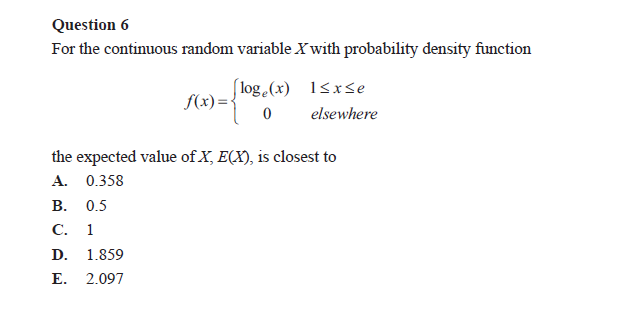 Question 6
For the continuous random variable X with probability density function
f(x) = { log_e(x) 1 ≤ x ≤ e
0 elsewhere
the expected value of X, E(X), is closest to
A. 0.358
B. 0.5
C. 1
D. 1.859
E. 2.097